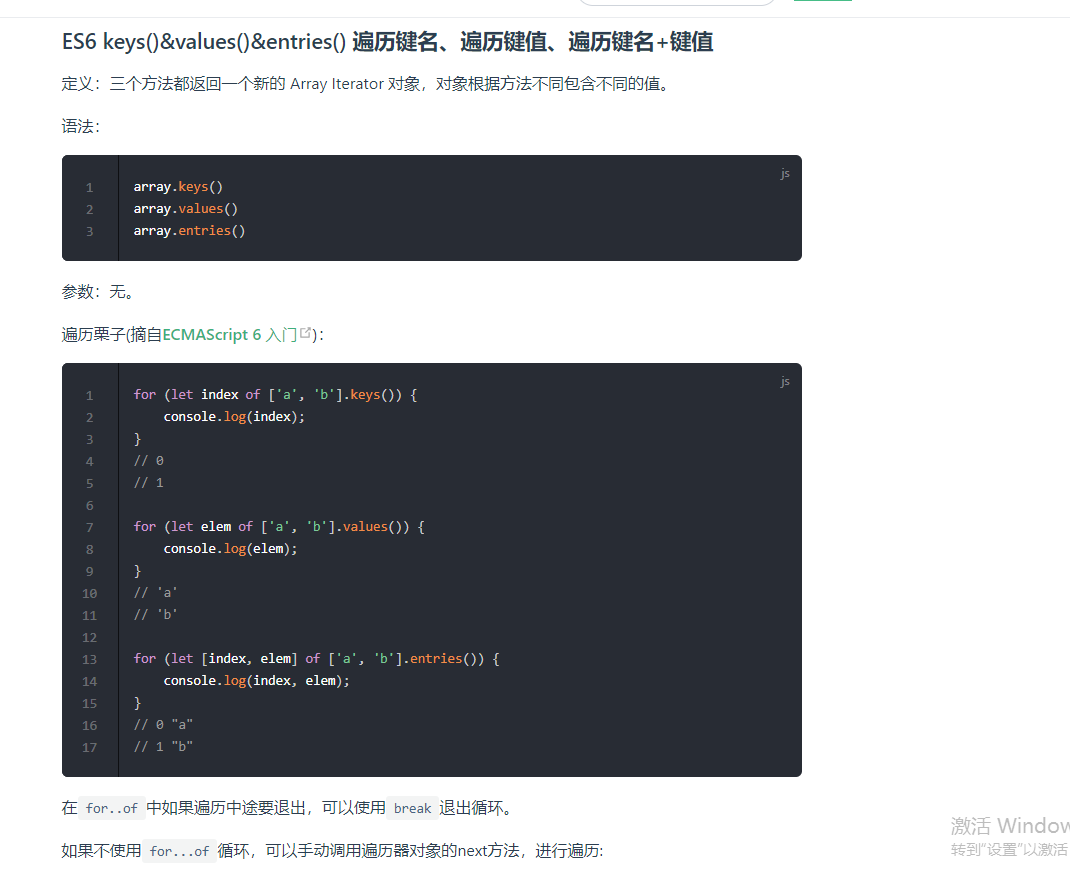 ES6 keys()&values()&entries() 遍历键名、遍历键值、遍历键名+键值
定义：三个方法都返回一个新的 Array Iterator 对象，对象根据方法不同包含不同的值。
语法：
js
1 array.keys()
2 array.values()
3 array.entries()
参数：无。
遍历栗子(摘自ECMAScript 6 入门)：
js
1 for (let index of ['a', 'b'].keys()) {
2     console.log(index);
3 }
4 // 0
5 // 1
6
7 for (let elem of ['a', 'b'].values()) {
8     console.log(elem);
9 }
10 // 'a'
11 // 'b'
12
13 for (let [index, elem] of ['a', 'b'].entries()) {
14     console.log(index, elem);
15 }
16 // 0 "a"
17 // 1 "b"
在 for..of 中如果遍历中途要退出，可以使用 break 退出循环。
如果不使用 for...of 循环，可以手动调用遍历器对象的next方法，进行遍历:
激活 Window
转到"设置"以激活